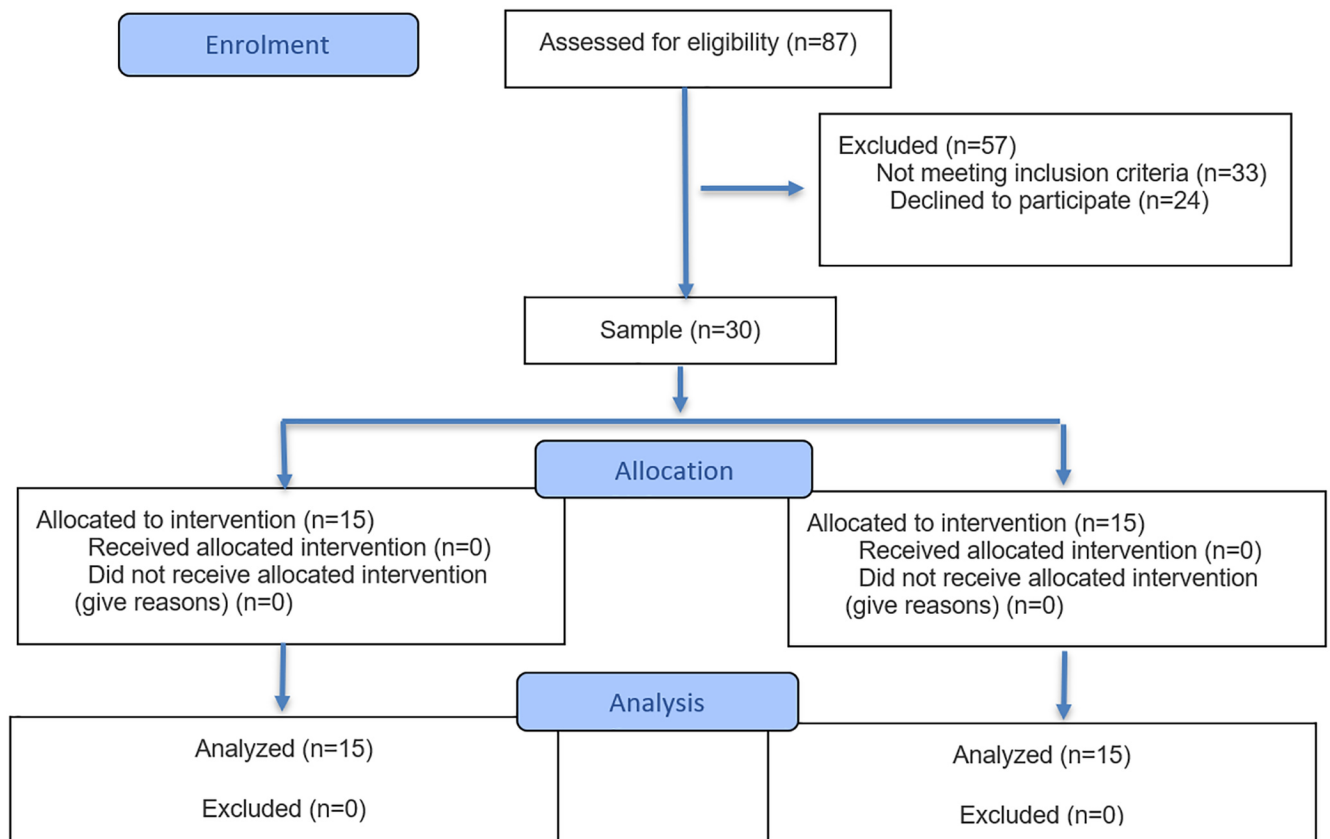 Enrolment
Assessed for eligibility (n=87)
Excluded (n=57)
Not meeting inclusion criteria (n=33)
Declined to participate (n=24)
Sample (n=30)
Allocation
Allocated to intervention (n=15)
Received allocated intervention (n=0)
Did not receive allocated intervention
(give reasons) (n=0)
Allocated to intervention (n=15)
Received allocated intervention (n=0)
Did not receive allocated intervention
(give reasons) (n=0)
Analysis
Analyzed (n=15)
Excluded (n=0)
Analyzed (n=15)
Excluded (n=0)